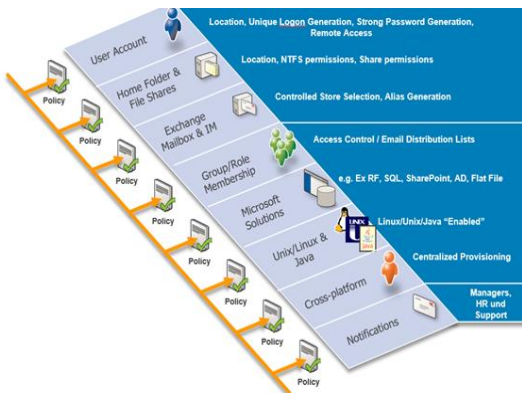 Location, Unique Logon Generation, Strong Password Generation,
Remote Access
User Account
Location, NTFS permissions, Share permissions
Home Folder &
File Shares
Policy
Controlled Store Selection, Alias Generation
Exchange
Mailbox & IM
Policy
Access Control / Email Distribution Lists
Group/Role
Membership
Policy
e.g. Ex RF, SQL, SharePoint, AD, Flat File
Microsoft
Solutions
Policy
Linux/Unix/Java “Enabled”
UNIX
Unix/Linux &
Java
Policy
Centralized Provisioning
Cross-platform
Policy
Managers,
HR und
Support
Notifications
Policy
Policy